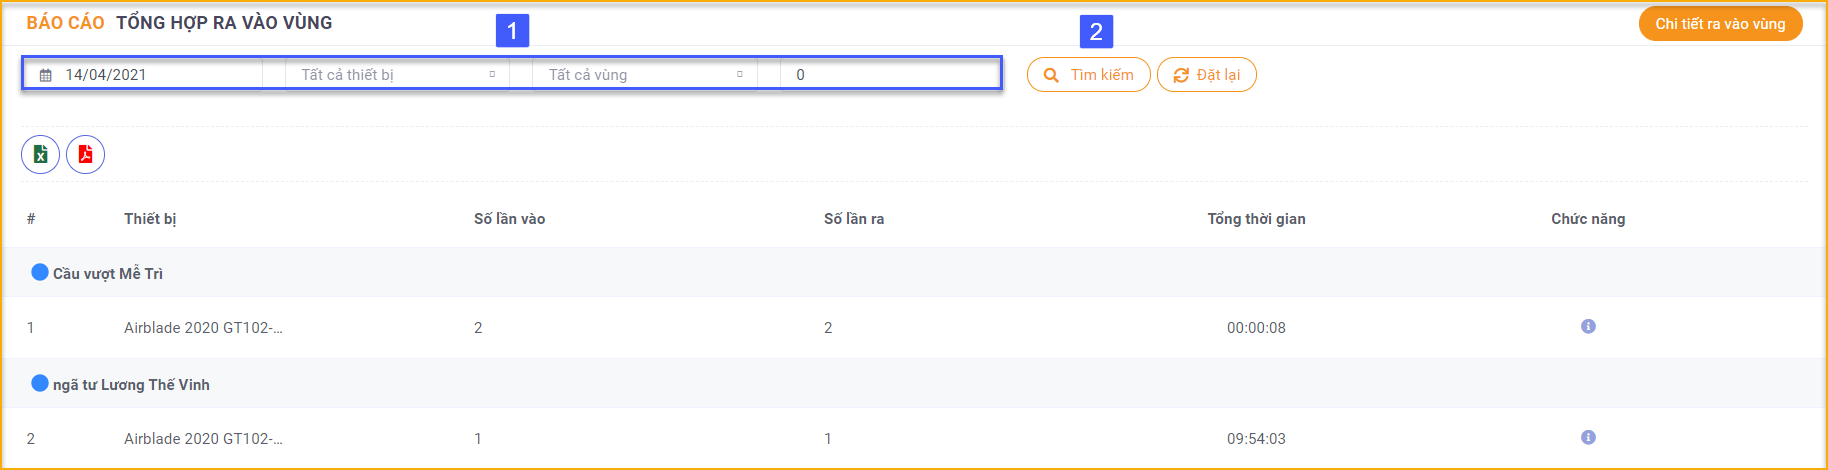 BÁO CÁO TỔNG HỢP RA VÀO VÙNG
1
2
Chi tiết ra vào vùng
14/04/2021 Tất cả thiết bị Tất cả vùng 0 Tìm kiếm Đặt lại
# Thiết bị Số lần vào Số lần ra Tổng thời gian Chức năng
Cầu vượt Mễ Trì
1 Airblade 2020 GT102-... 2 2 00:00:08
ngã tư Lương Thế Vinh
2 Airblade 2020 GT102-... 1 1 09:54:03